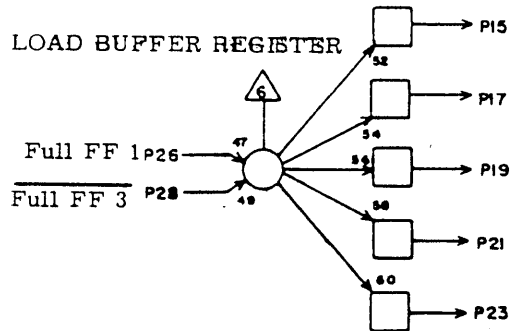 P15
LOAD BUFFER REGISTER
52
6
P17
54
Full FF 1 P26
47
54
P19
Full FF 3 P28
49
58
P21
60
P23